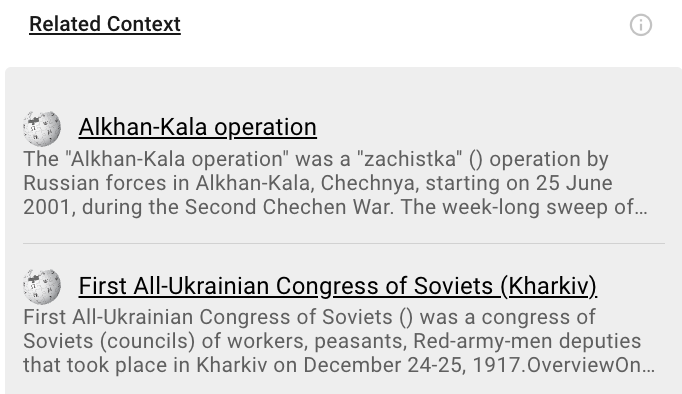 Related Context
Alkhan-Kala operation
The "Alkhan-Kala operation" was a "zachistka" () operation by
Russian forces in Alkhan-Kala, Chechnya, starting on 25 June
2001, during the Second Chechen War. The week-long sweep of…
First All-Ukrainian Congress of Soviets (Kharkiv)
First All-Ukrainian Congress of Soviets () was a congress of
Soviets (councils) of workers, peasants, Red-army-men deputies
that took place in Kharkiv on December 24-25, 1917.OverviewOn…